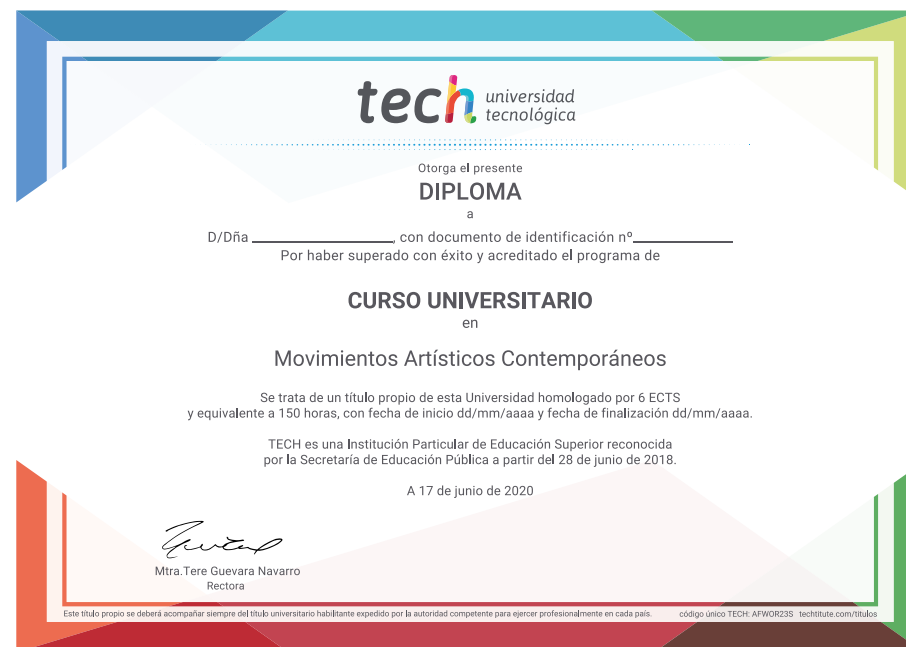 tech universidad
tecnológica
Otorga el presente
DIPLOMA
a
D/Dña ____________________, con documento de identificación nº______________
Por haber superado con éxito y acreditado el programa de
CURSO UNIVERSITARIO
en
Movimientos Artísticos Contemporáneos
Se trata de un título propio de esta Universidad homologado por 6 ECTS
y equivalente a 150 horas, con fecha de inicio dd/mm/aaaa y fecha de finalización dd/mm/aaaa.
TECH es una Institución Particular de Educación Superior reconocida
por la Secretaría de Educación Pública a partir del 28 de junio de 2018.
A 17 de junio de 2020
Mtra.Tere Guevara Navarro
Rectora
Este título propio se deberá acompañar siempre del título universitario habilitante expedido por la autoridad competente para ejercer profesionalmente en cada país. código único TECH: AFWOR23S techtitute.com/títulos